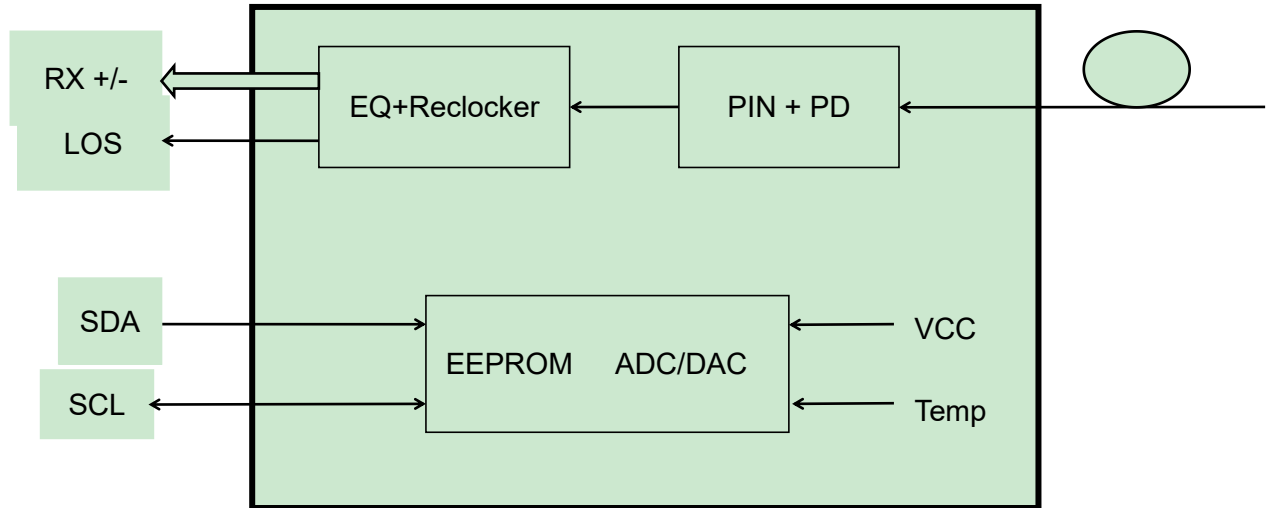 RX +/-
EQ+Reclocker
PIN + PD
LOS
SDA
VCC
EEPROM ADC/DAC
SCL
Temp